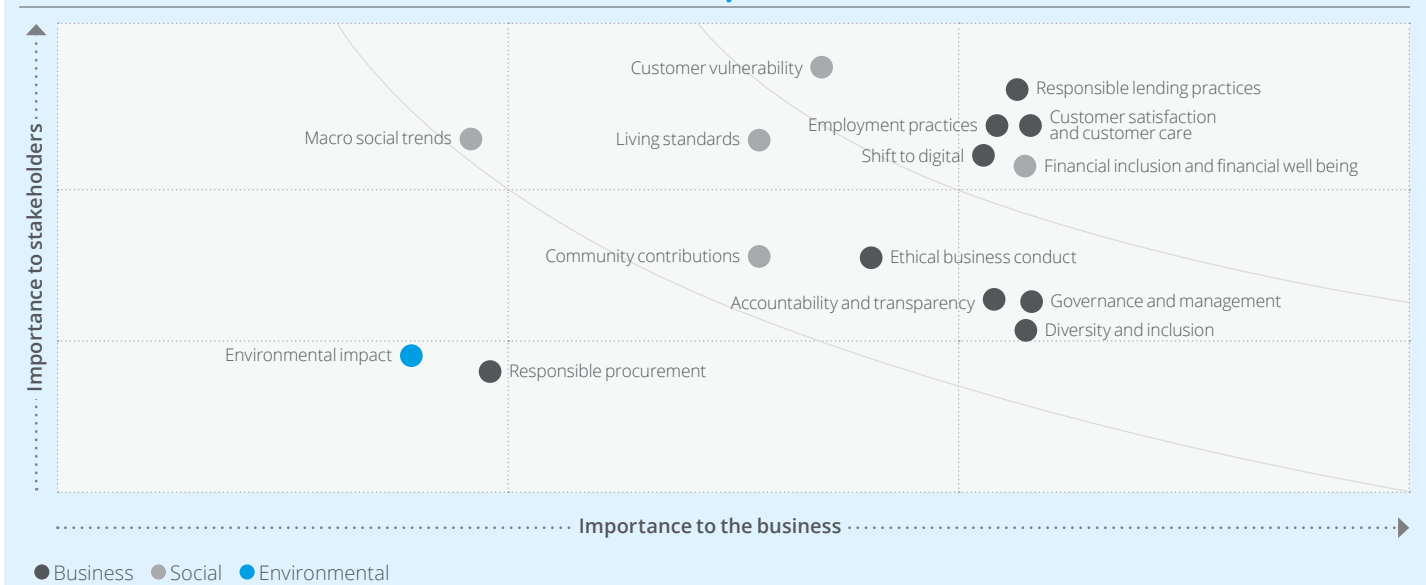 Importance to stakeholders
Customer vulnerability
Responsible lending practices
Macro social trends
Living standards
Employment practices
Customer satisfaction
and customer care
Shift to digital
Financial inclusion and financial well being
Community contributions
Ethical business conduct
Accountability and transparency
Governance and management
Diversity and inclusion
Environmental impact
Responsible procurement
Importance to the business
Business Social Environmental